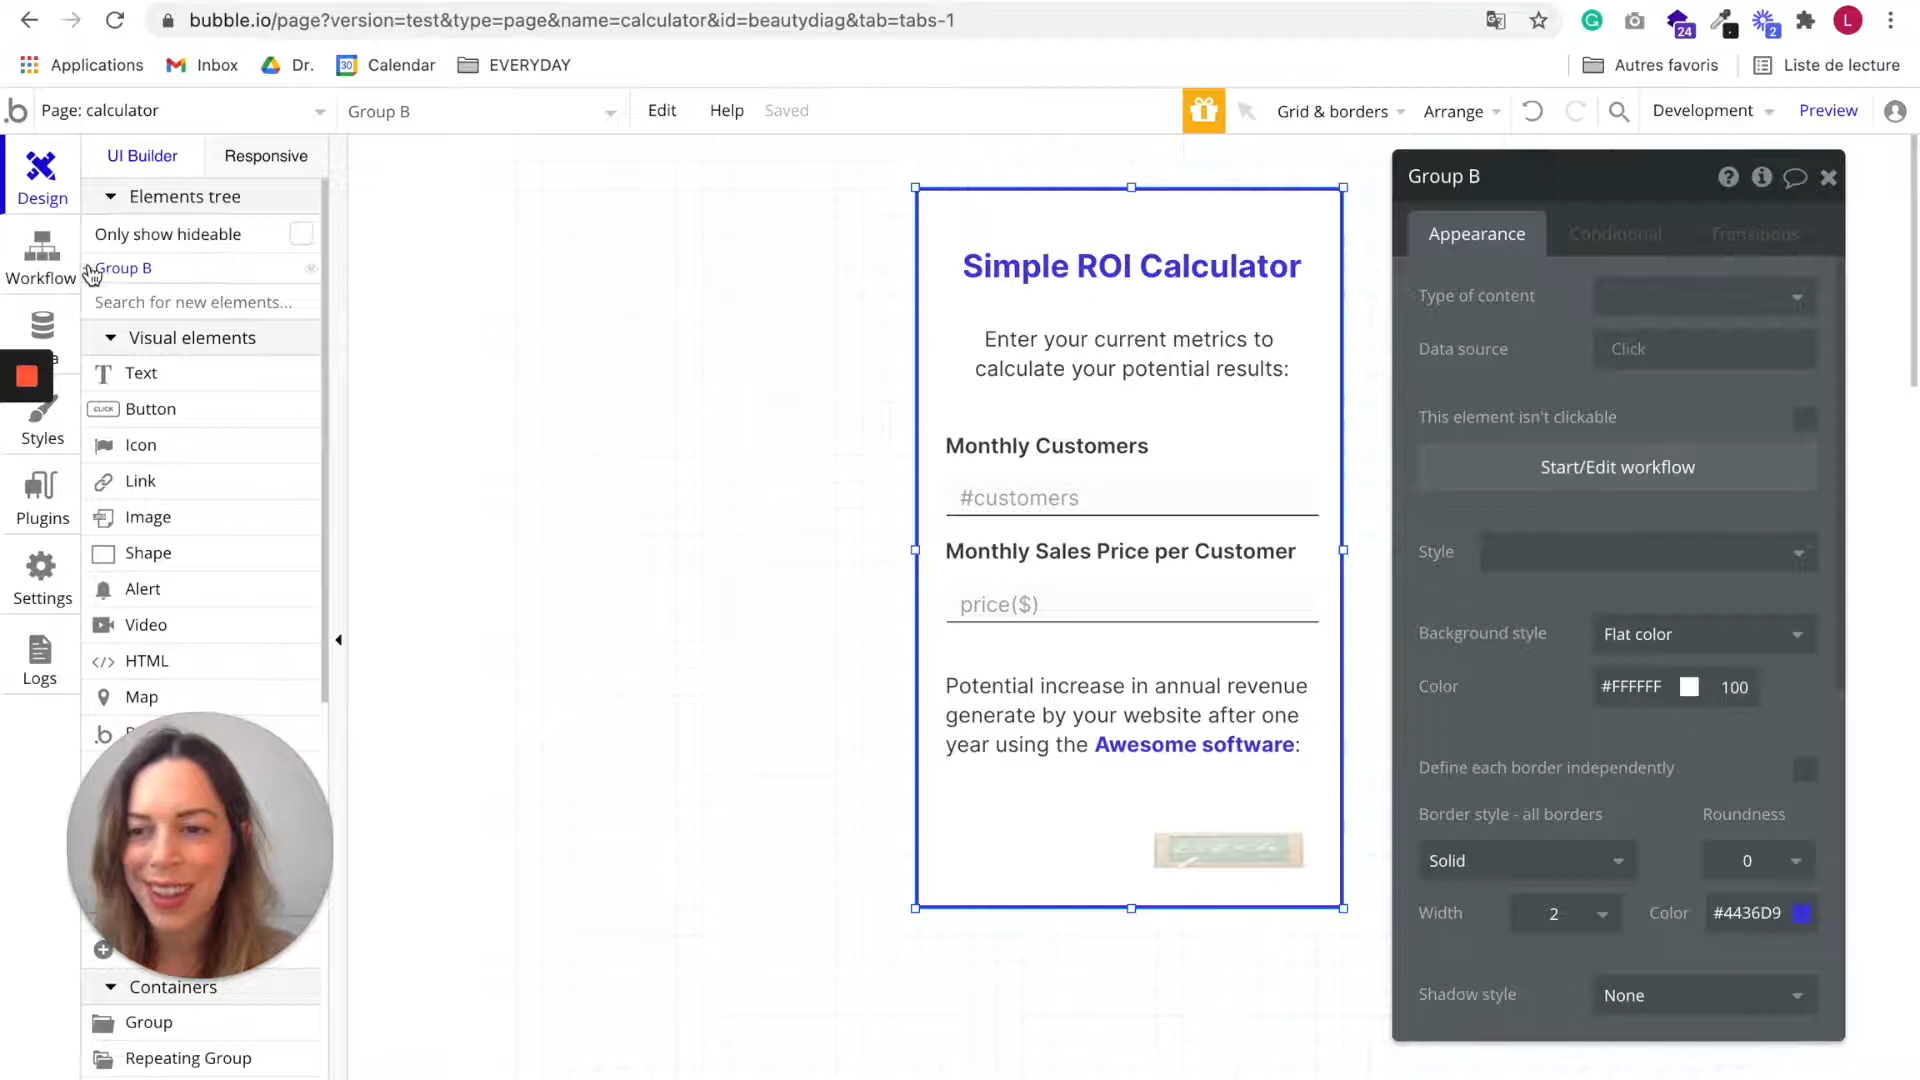 bubble.io/page?version=test&type=page&name=calculator&id=beautydiag&tab=tabs-1
24
2
L
Applications
Inbox
Dr.
30
Calendar
EVERYDAY
Autres favoris
Liste de lecture
Page: calculator
Group B
Edit
Help
Saved
Grid & borders
Arrange
Development
Preview
Design
Workflow
Styles
Plugins
Settings
Logs
UI Builder
Responsive
Elements tree
Only show hideable
Group B
Search for new elements...
Visual elements
Text
CLICK
Button
Icon
Link
Image
Shape
Alert
Video
</>
HTML
Map
Containers
Group
Repeating Group
Simple ROI Calculator
Enter your current metrics to
calculate your potential results:
Monthly Customers
#customers
Monthly Sales Price per Customer
price($)
Potential increase in annual revenue
generate by your website after one
year using the Awesome software:
Group B
Appearance
Conditional
Transitions
Type of content
Data source
Click
This element isn't clickable
Start/Edit workflow
Style
Background style
Flat color
Color
#FFFFFF
100
Define each border independently
Border style - all borders
Roundness
Solid
0
Width
2
Color
#4436D9
Shadow style
None